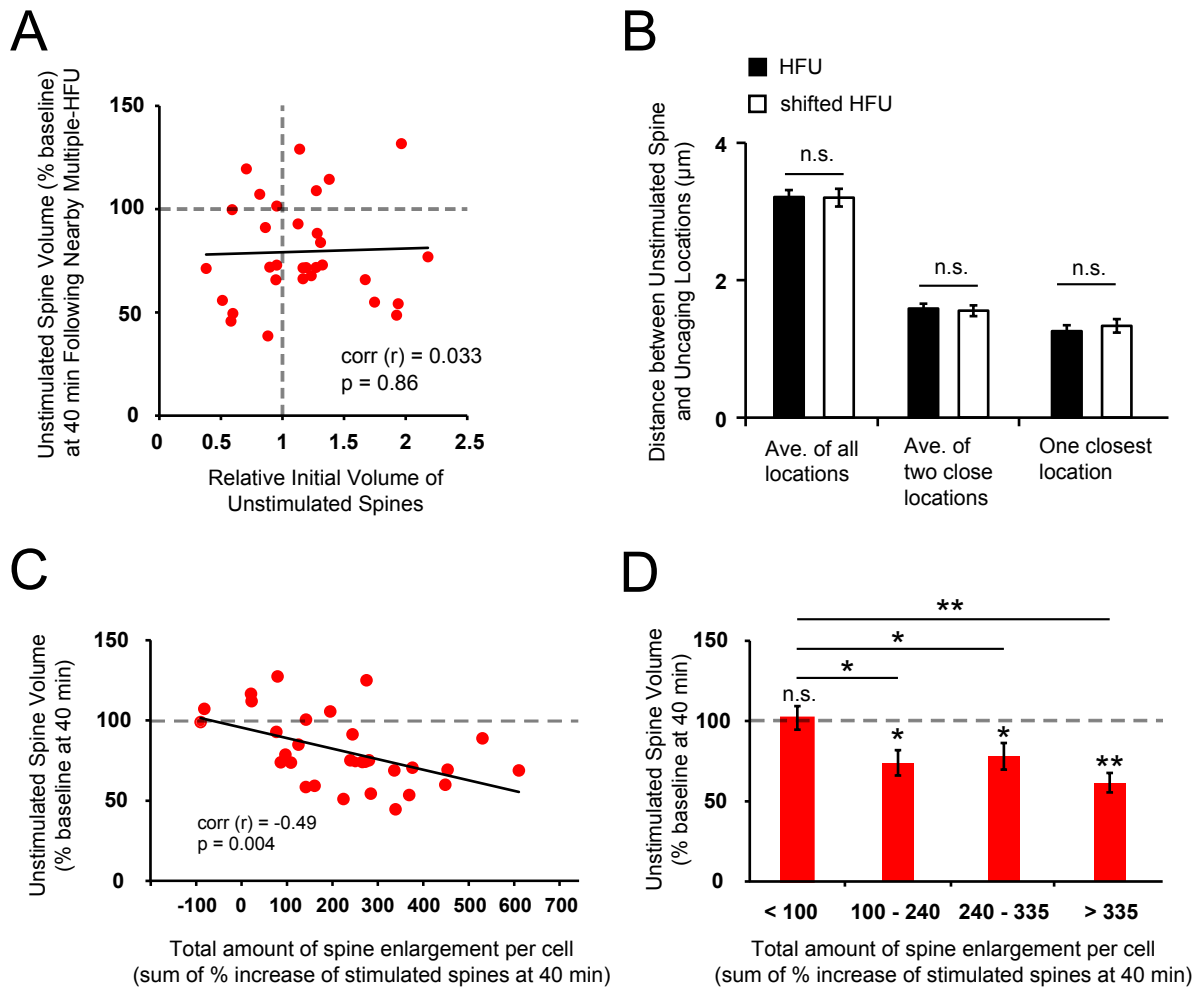 A
Unstimulated Spine Volume (% baseline)
at 40 min Following Nearby Multiple-HFU
150
100
50
0
corr (r) = 0.033
p = 0.86
0
0.5
1
1.5
2
2.5
Relative Initial Volume of
Unstimulated Spines
B
HFU
shifted HFU
Distance between Unstimulated Spine
and Uncaging Locations (µm)
4
2
0
n.s.
n.s.
n.s.
Ave. of all
locations
Ave. of
two close
locations
One closest
location
C
Unstimulated Spine Volume
(% baseline at 40 min)
150
100
50
0
corr (r) = -0.49
p = 0.004
-100
0
100
200
300
400
500
600
700
Total amount of spine enlargement per cell
(sum of % increase of stimulated spines at 40 min)
D
Unstimulated Spine Volume
(% baseline at 40 min)
150
100
50
0
**
*
*
n.s.
*
*
**
< 100
100 - 240
240 - 335
> 335
Total amount of spine enlargement per cell
(sum of % increase of stimulated spines at 40 min)